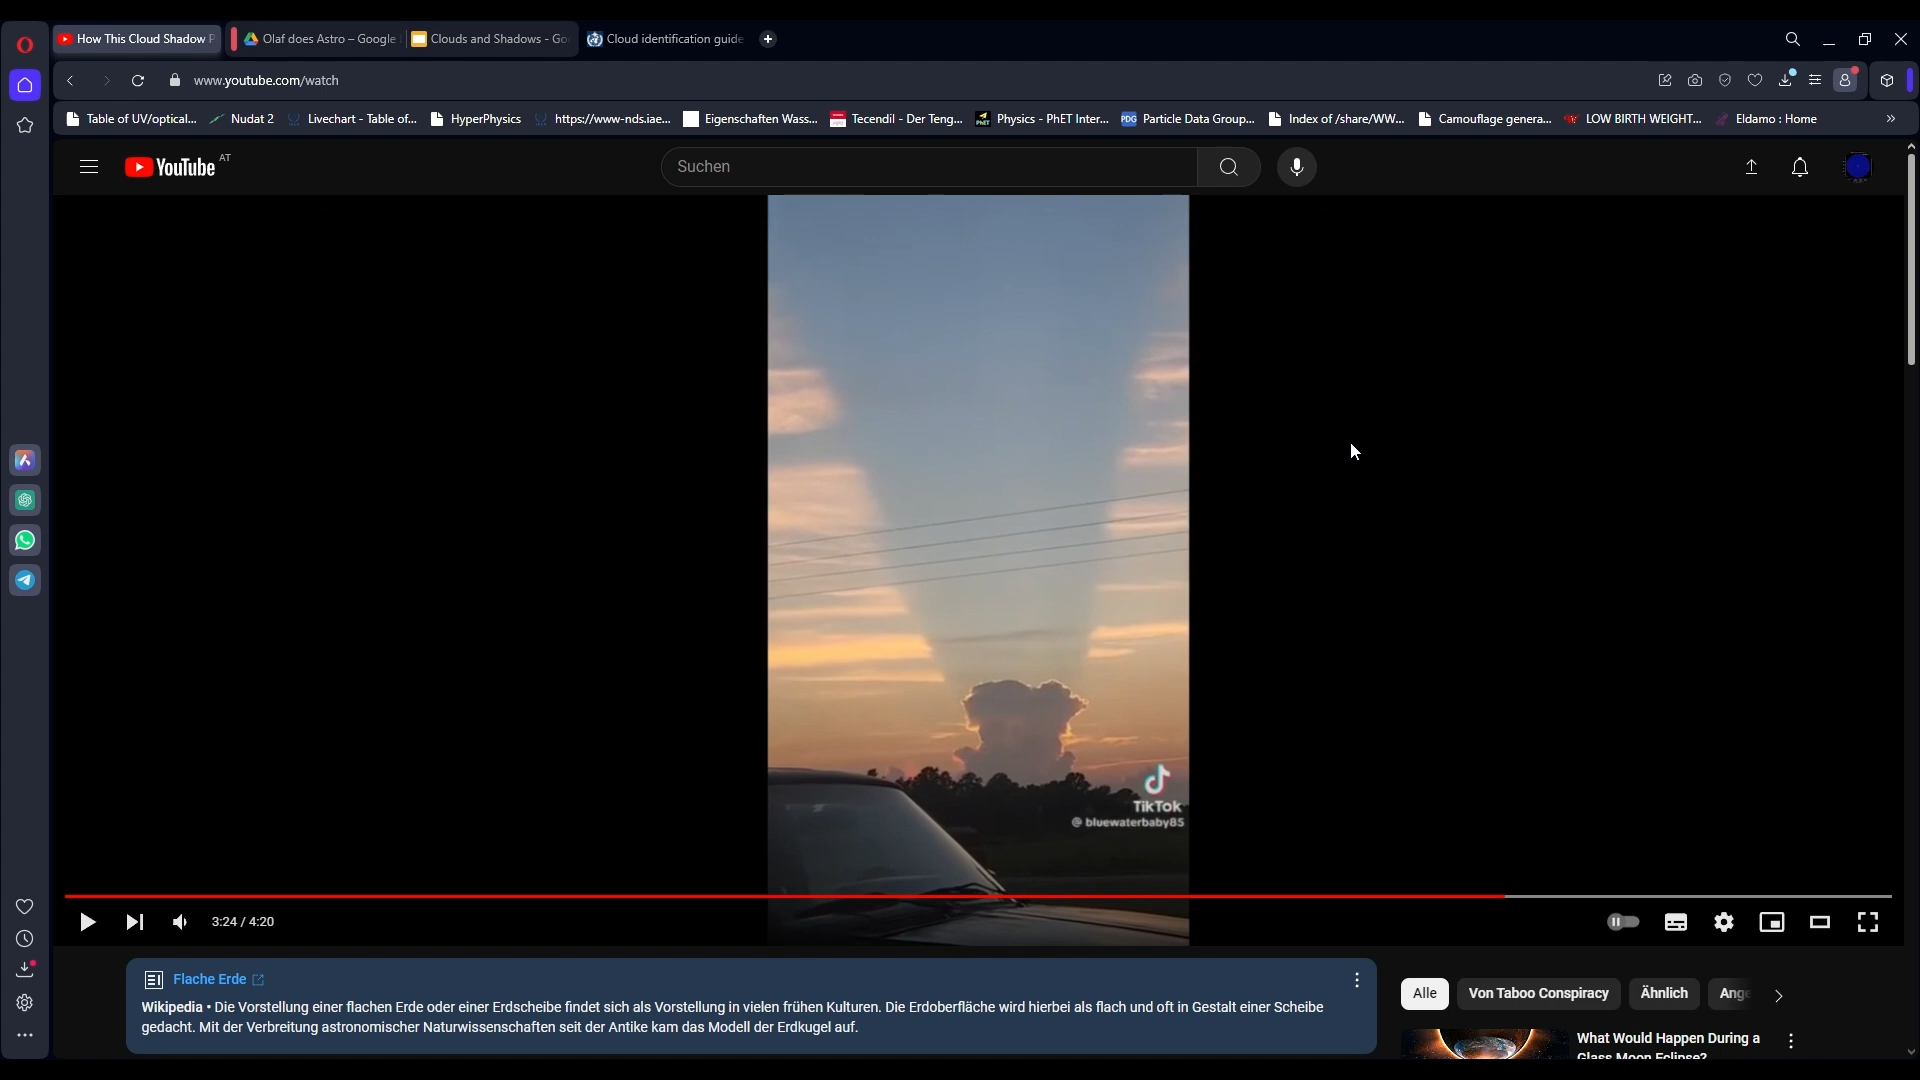 How This Cloud Shadow P
Olaf does Astro – Google
Clouds and Shadows - Go
Cloud identification guide
www.youtube.com/watch
Table of UV/optical...
Nudat 2
Livechart - Table of...
HyperPhysics
https://www-nds.iae...
Eigenschaften Wass...
Tecendil - Der Teng...
Physics - PhET Inter...
PDG
Particle Data Group...
Index of /share/WW...
Camouflage genera...
LOW BIRTH WEIGHT...
Eldamo : Home
YouTube AT
Suchen
TikTok
@ bluewaterbaby85
3:24 / 4:20
Flache Erde
Wikipedia • Die Vorstellung einer flachen Erde oder einer Erdscheibe findet sich als Vorstellung in vielen frühen Kulturen. Die Erdoberfläche wird hierbei als flach und oft in Gestalt einer Scheibe
gedacht. Mit der Verbreitung astronomischer Naturwissenschaften seit der Antike kam das Modell der Erdkugel auf.
Alle
Von Taboo Conspiracy
Ähnlich
Ange
What Would Happen During a
Glass Moon Eclipse?